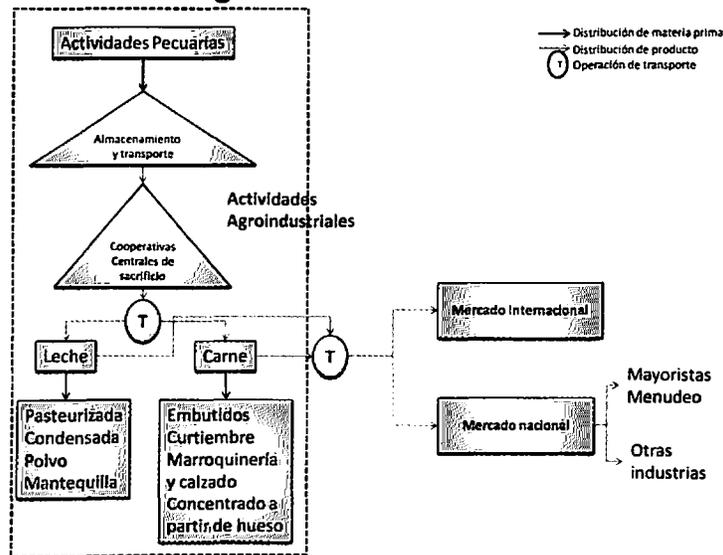 Actividades Pecuarias
Distribución de materia prima
Distribución de producto
T Operación de transporte
Almacenamiento
y transporte
Actividades
Agroindustriales
Cooperativas
Centrales de
sacrificio
T
Leche
Carne
T
Mercado Internacional
Mercado nacional
Mayoristas
Menudeo
Otras
industrias
Pasteurizada
Condensada
Polvo
Mantequilla
Embutidos
Curtiembre
Marroquinería
y calzado
Concentrado a
partir de hueso